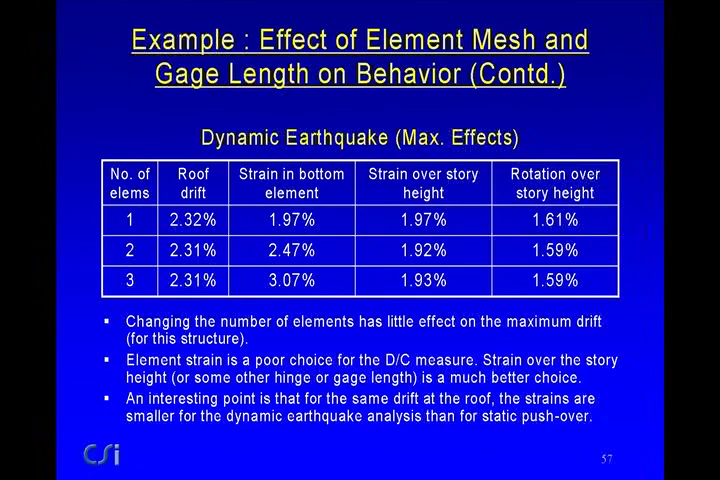 Example : Effect of Element Mesh and
Gage Length on Behavior (Contd.)
Dynamic Earthquake (Max. Effects)
No. of elems | Roof drift | Strain in bottom element | Strain over story height | Rotation over story height
1 | 2.32% | 1.97% | 1.97% | 1.61%
2 | 2.31% | 2.47% | 1.92% | 1.59%
3 | 2.31% | 3.07% | 1.93% | 1.59%
▪ Changing the number of elements has little effect on the maximum drift
(for this structure).
▪ Element strain is a poor choice for the D/C measure. Strain over the story
height (or some other hinge or gage length) is a much better choice.
▪ An interesting point is that for the same drift at the roof, the strains are
smaller for the dynamic earthquake analysis than for static push-over.
CSi
57